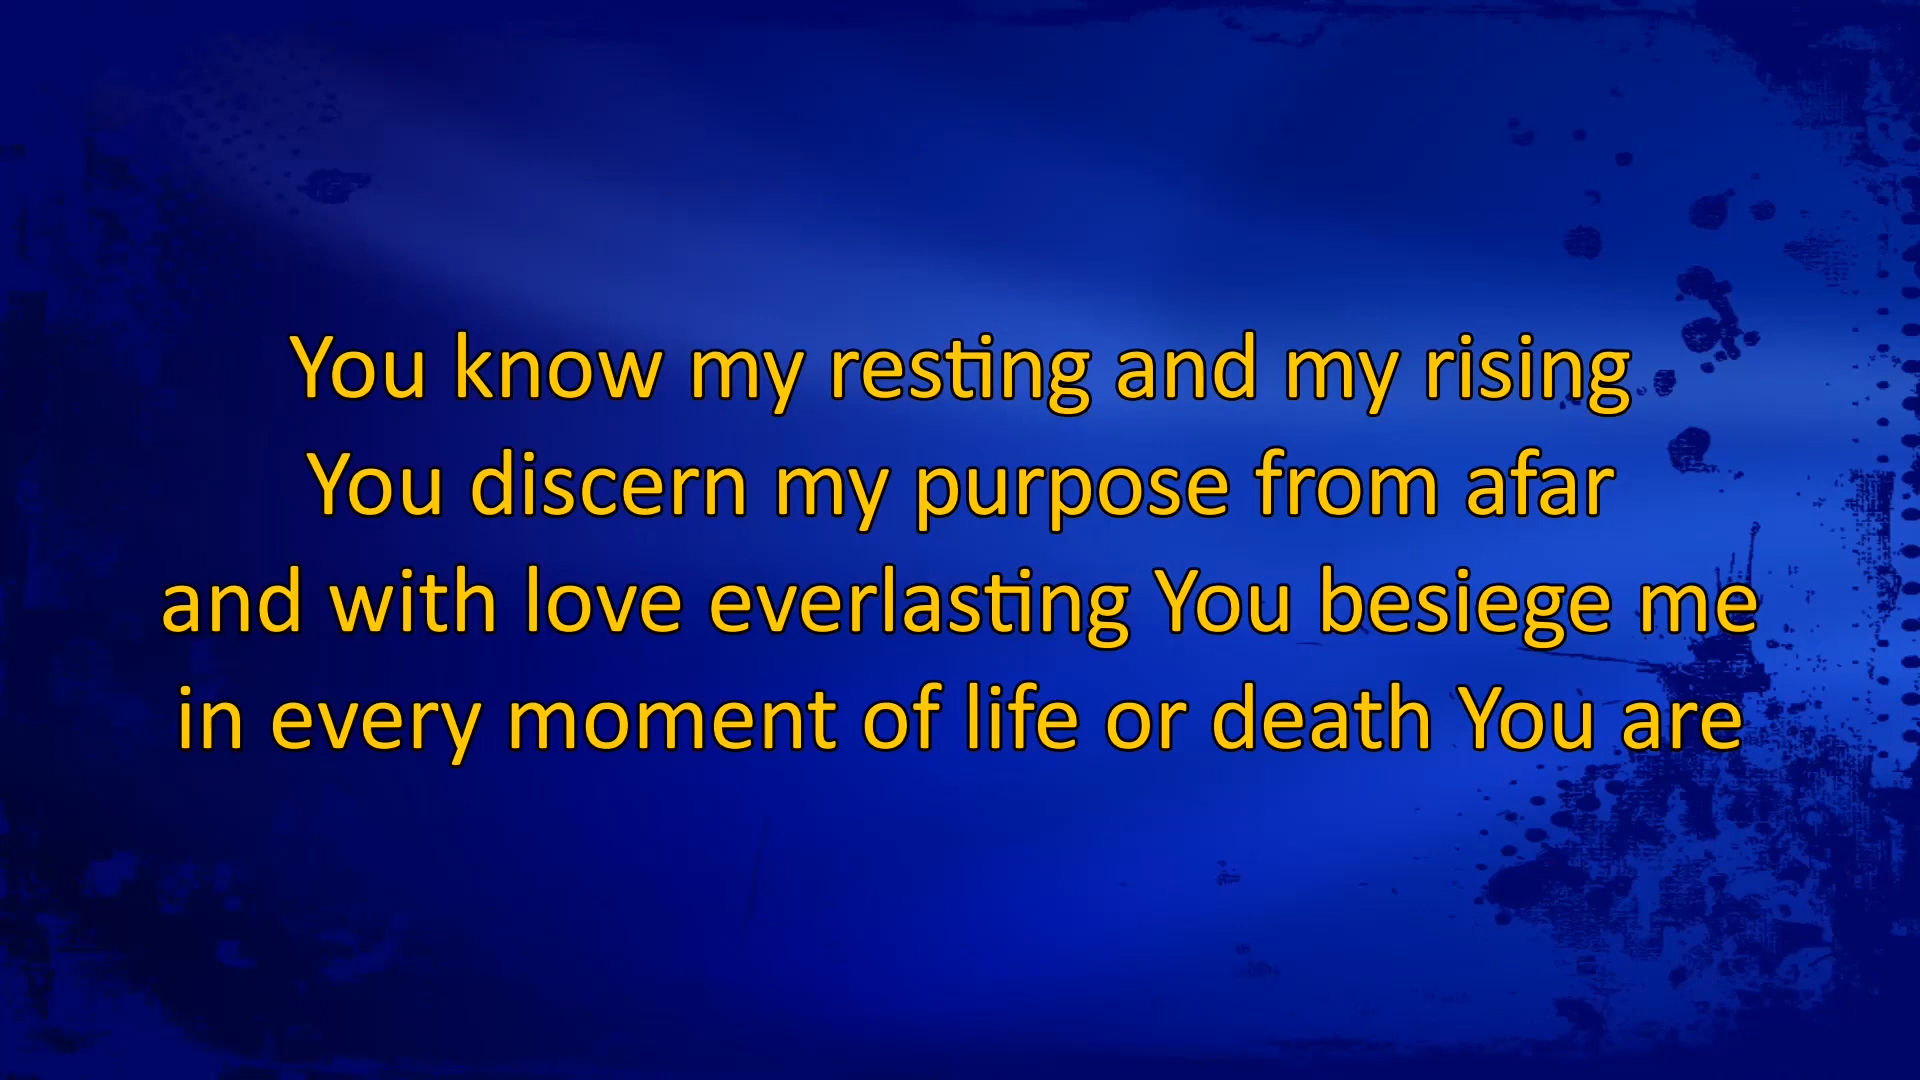 You know my resting and my rising
You discern my purpose from afar
and with love everlasting You besiege me
in every moment of life or death You are